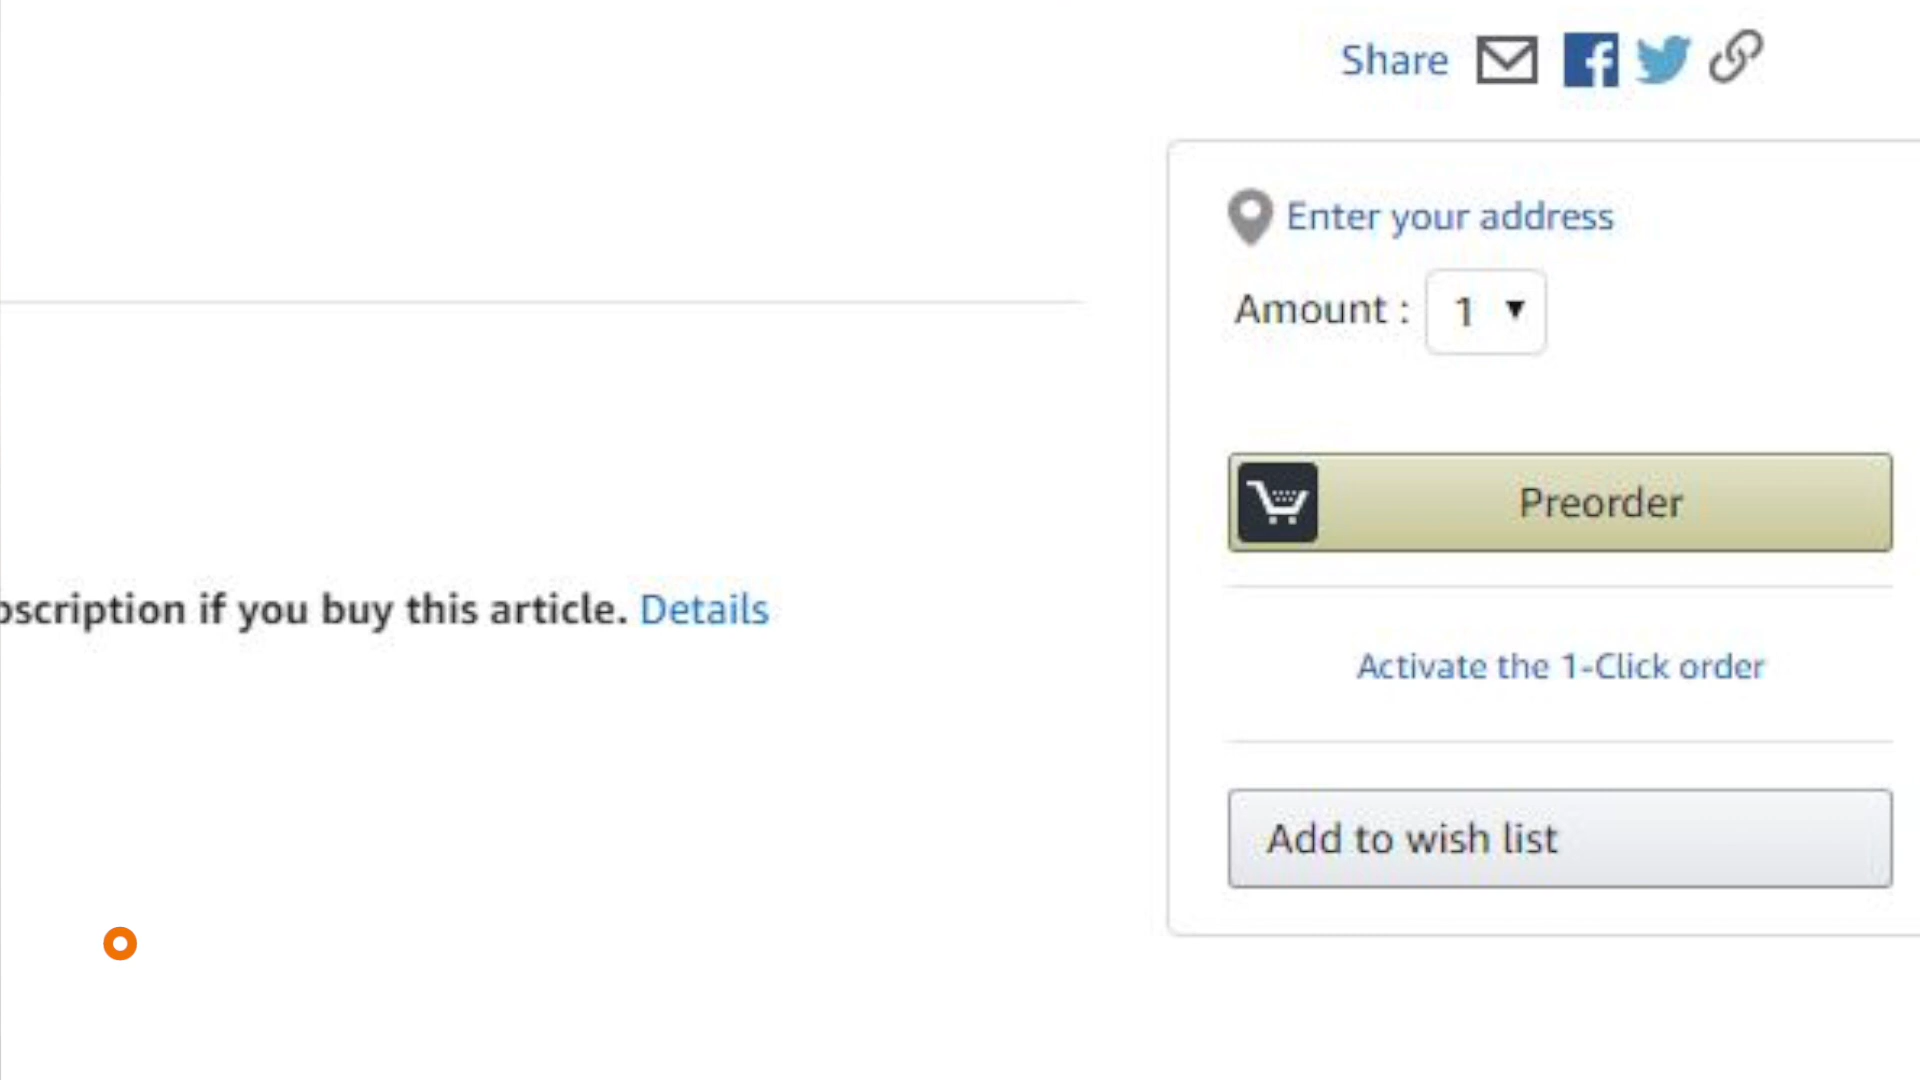 Share
Enter your address
Amount : 1
Preorder
if you buy this article. Details
Activate the 1-Click order
Add to wish list